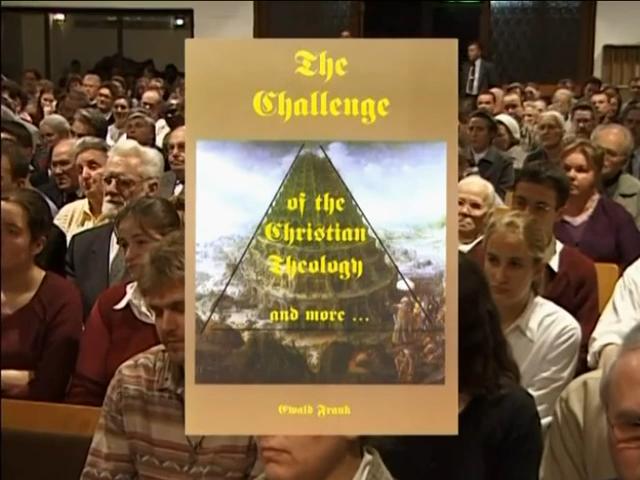 The
Challenge
of the
Christian
Theology
and more ...
Ewald Frank